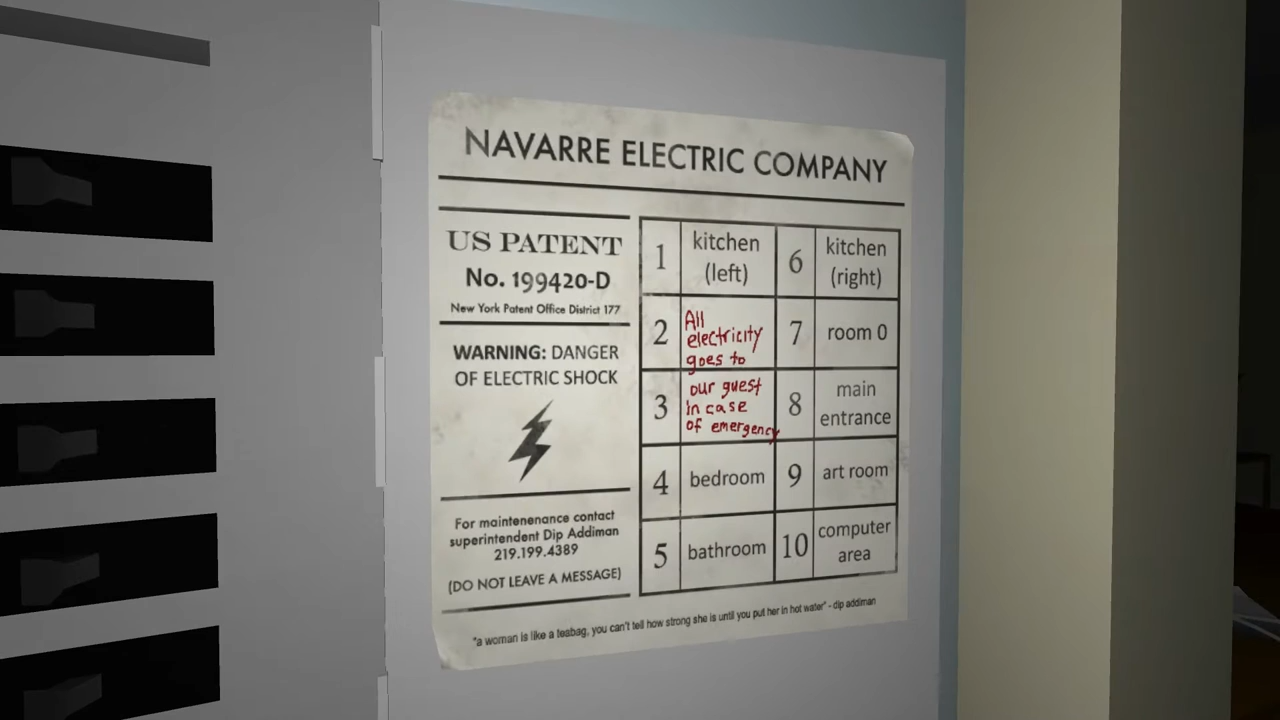 NAVARRE ELECTRIC COMPANY
US PATENT
No. 199420-D
New York Patent Office District 177
WARNING: DANGER
OF ELECTRIC SHOCK
For maintenenance contact
superintendent Dip Addiman
219.199.4389
(DO NOT LEAVE A MESSAGE)
1 kitchen (left) 6 kitchen (right)
2 All electricity goes to 7 room 0
3 our guest in case of emergency 8 main entrance
4 bedroom 9 art room
5 bathroom 10 computer area
"a woman is like a teabag, you can't tell how strong she is until you put her in hot water" - dip addiman